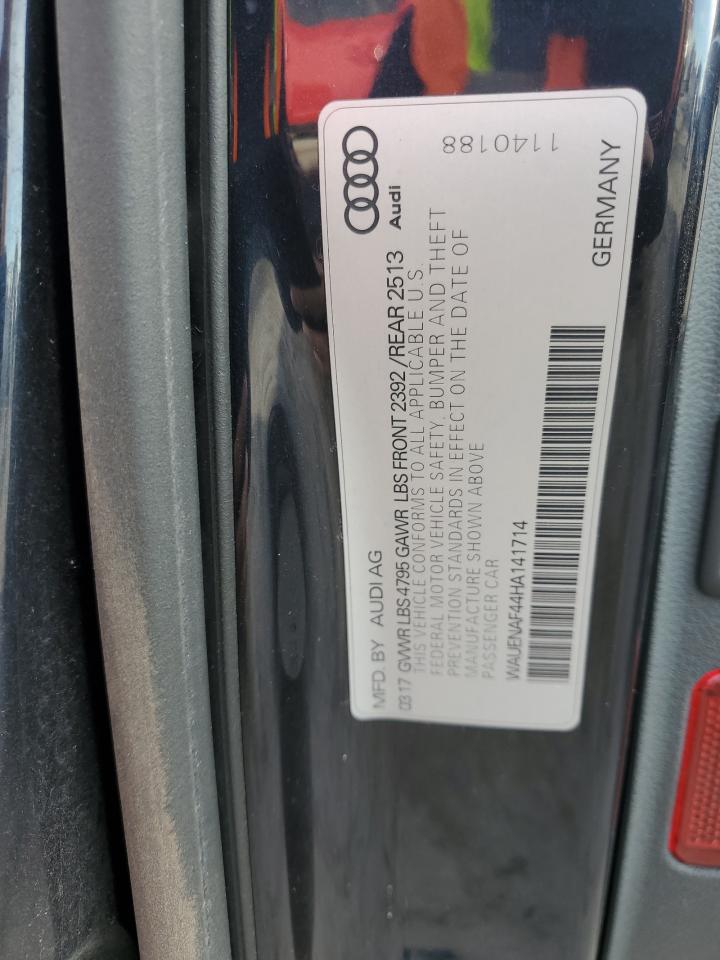 MFD. BY AUDI AG
Audi
03.17 GVWR LBS 4795 GAWR LBS FRONT 2392 / REAR 2513
THIS VEHICLE CONFORMS TO ALL APPLICABLE U.S.
FEDERAL MOTOR VEHICLE SAFETY, BUMPER AND THEFT
PREVENTION STANDARDS IN EFFECT ON THE DATE OF
MANUFACTURE SHOWN ABOVE
PASSENGER CAR
1140188
WAUENAF44HA141714
GERMANY